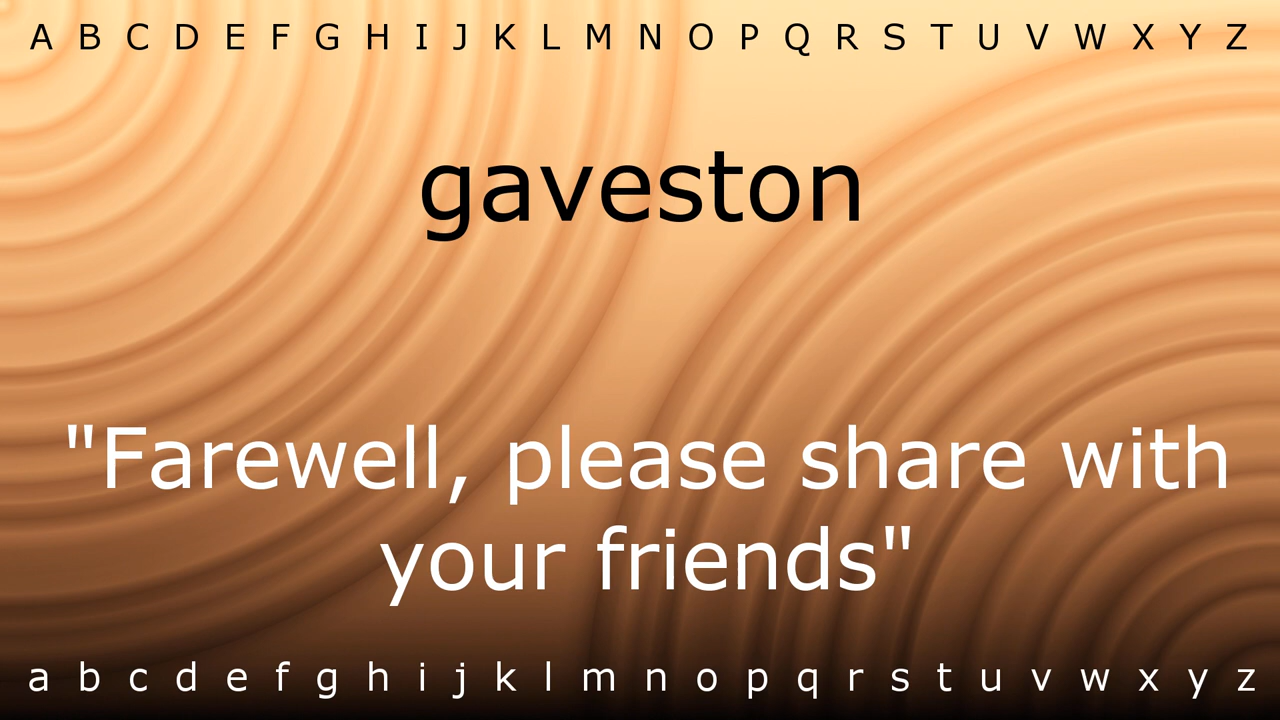 A B C D E F G H I J K L M N O P Q R S T U V W X Y Z
gaveston
"Farewell, please share with
your friends"
a b c d e f g h i j k l m n o p q r s t u v w x y z